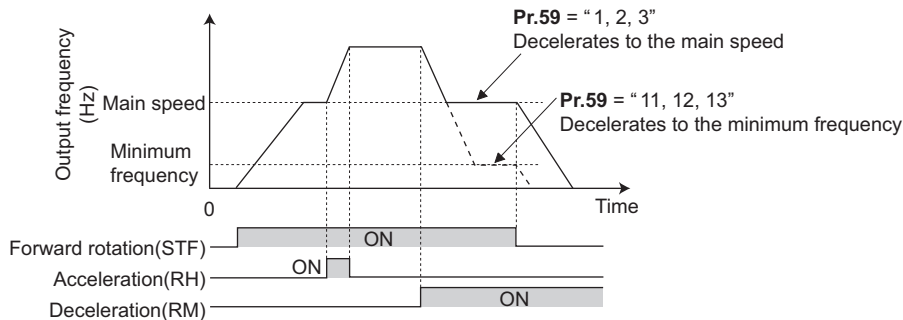 Pr.59 = “ 1, 2, 3”
Decelerates to the main speed
Output frequency
(Hz)
Main speed
Pr.59 = “ 11, 12, 13”
Decelerates to the minimum frequency
Minimum
frequency
0
Time
Forward rotation(STF)
ON
Acceleration(RH)
ON
Deceleration(RM)
ON